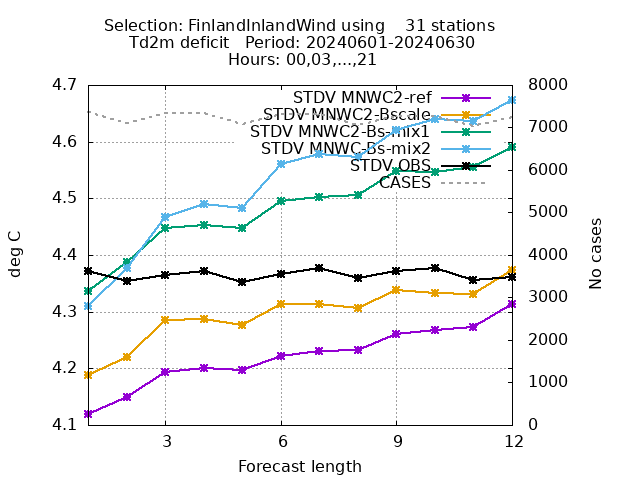 Selection: FinlandInlandWind using    31 stations
Td2m deficit   Period: 20240601-20240630
Hours: 00,03,...,21
STDV MNWC2-ref
STDV MNWC2-Bscale
STDV MNWC2-Bs-mix1
STDV MNWC-Bs-mix2
STDV OBS
CASES
4.7
4.6
4.5
4.4
4.3
4.2
4.1
deg C
8000
7000
6000
5000
4000
3000
2000
1000
0
No cases
3
6
9
12
Forecast length